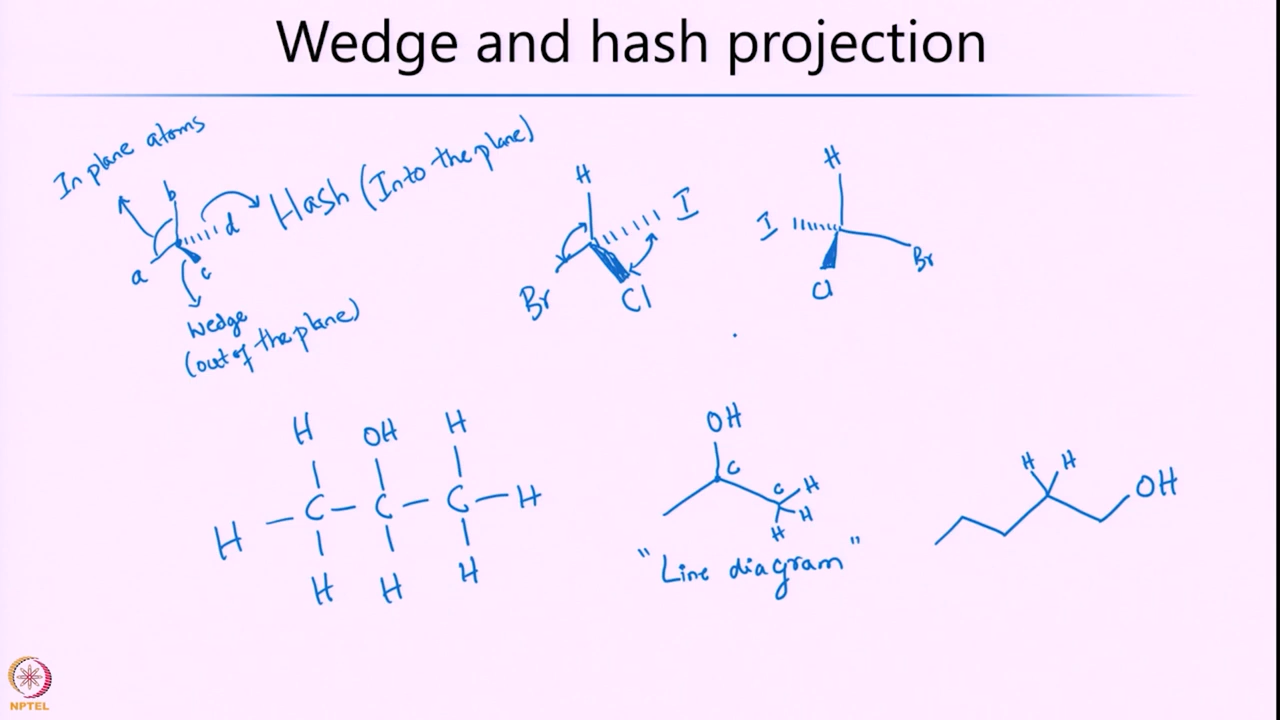 Wedge and hash projection
In plane atoms
b
a
d
c
Hash (Into the plane)
Wedge
(out of the plane)
H
I
Br
Cl
H
I
Br
Cl
H OH H
H - C - C - C - H
H H H
OH
C
C H
H
H
"Line diagram"
H H
OH
NPTEL